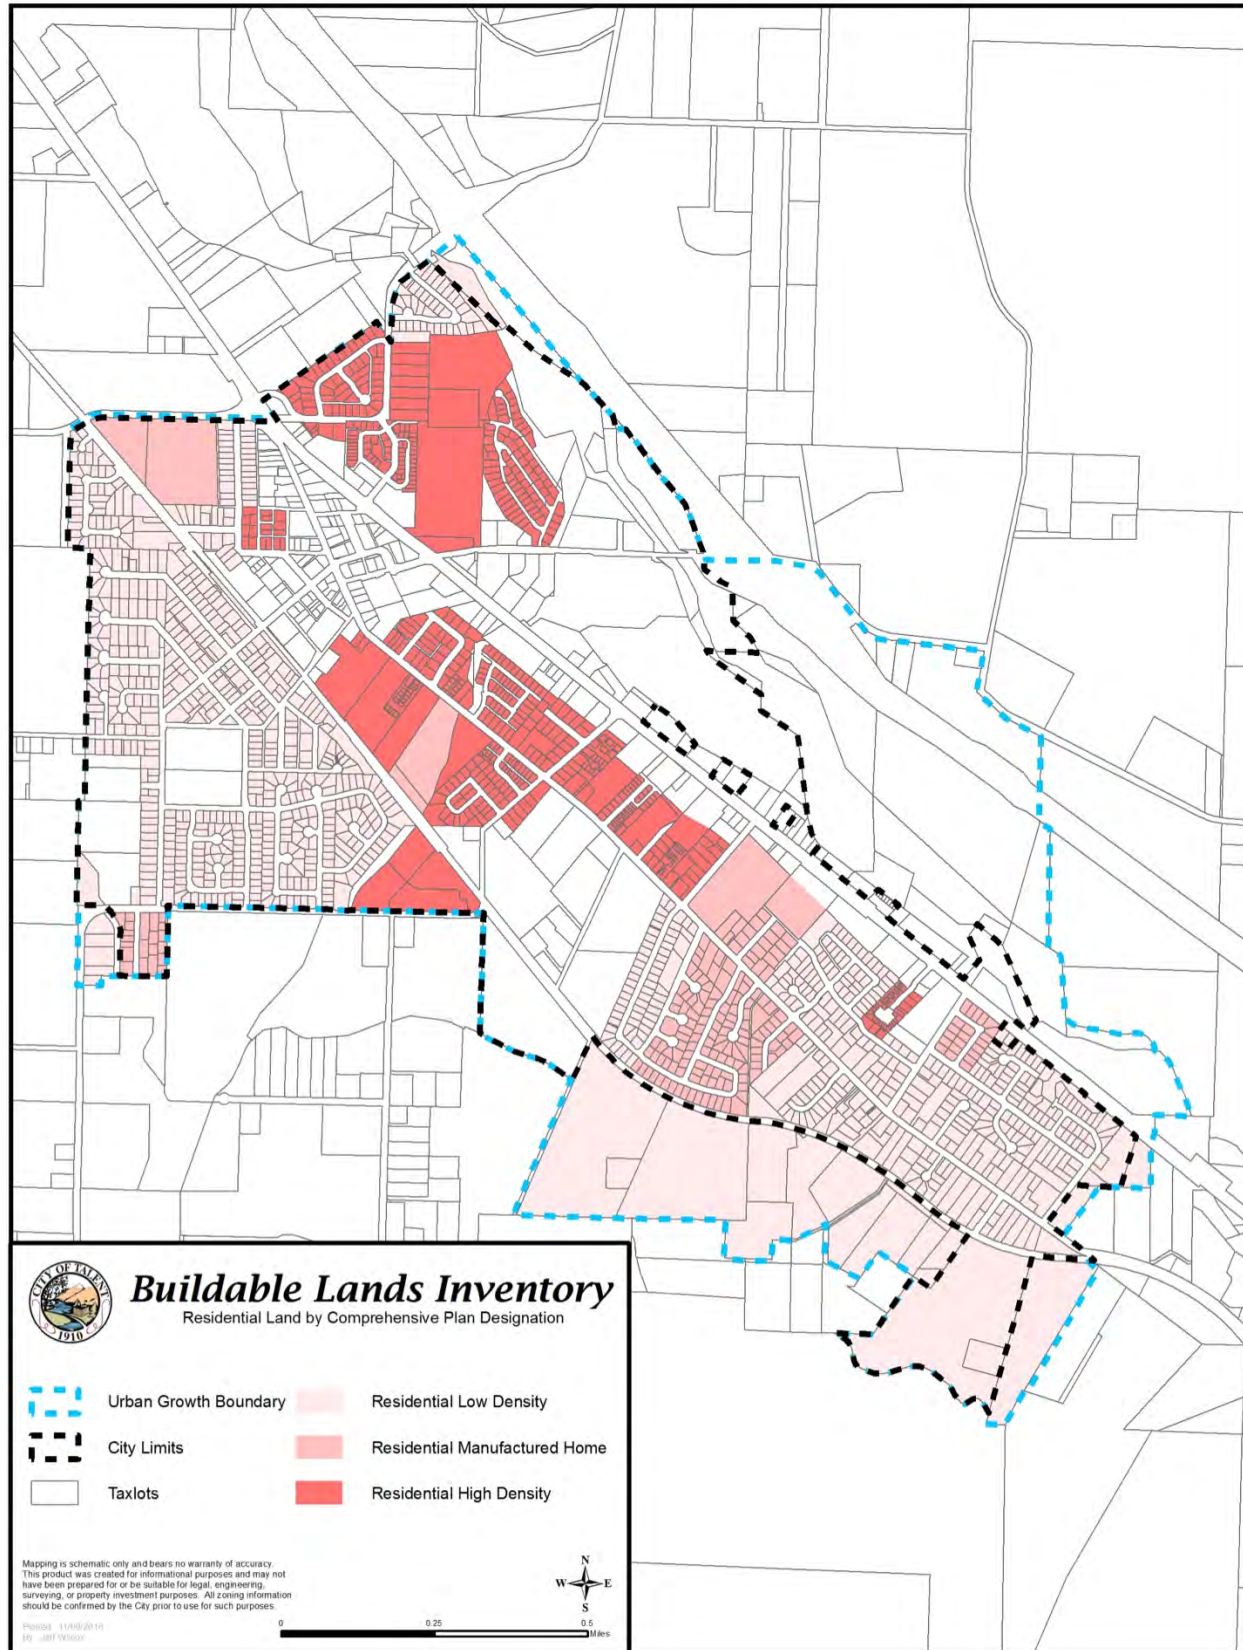 CITY OF TALENT
1910
Buildable Lands Inventory
Residential Land by Comprehensive Plan Designation
Urban Growth Boundary
City Limits
Taxlots
Residential Low Density
Residential Manufactured Home
Residential High Density
Mapping is schematic only and bears no warranty of accuracy.
This product was created for informational purposes and may not
have been prepared for or be suitable for legal, engineering,
surveying, or property investment purposes. All zoning information
should be confirmed by the City prior to use for such purposes.
N
W E
S
0 0.25 0.5
Miles